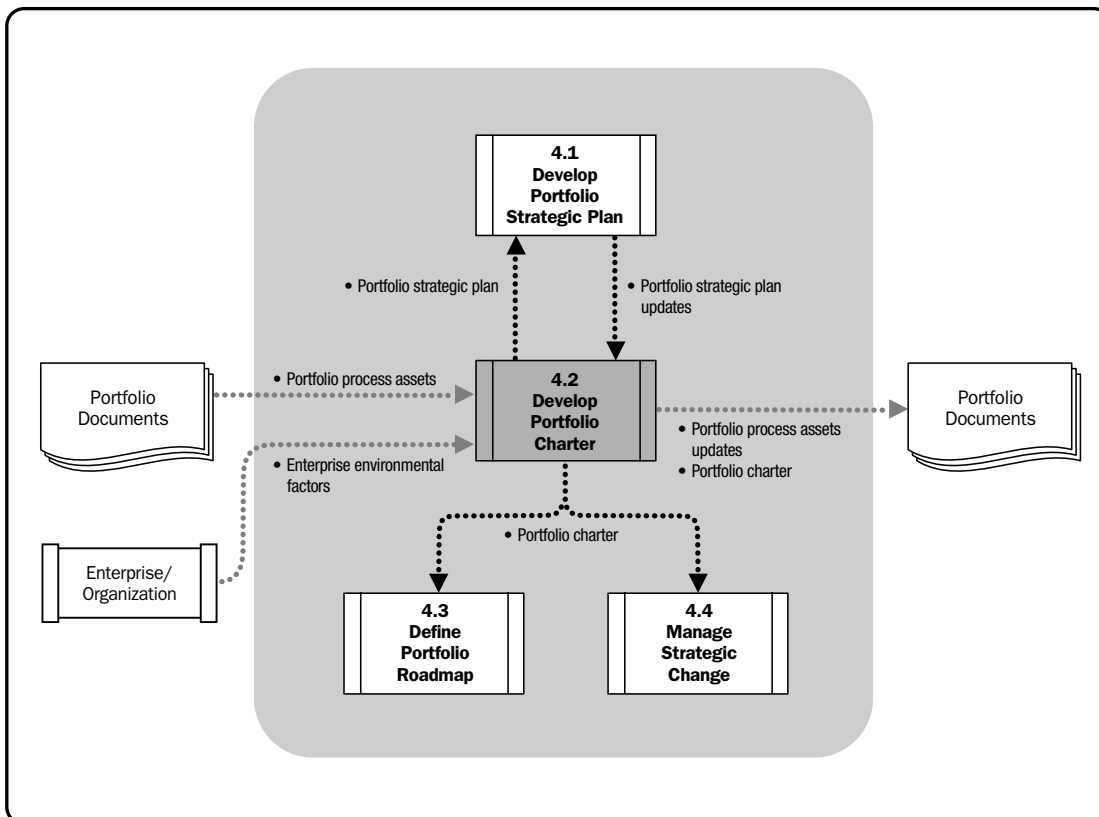 4.1
Develop
Portfolio
Strategic Plan
• Portfolio strategic plan
• Portfolio strategic plan
updates
Portfolio
Documents
• Portfolio process assets
4.2
Develop
Portfolio
Charter
• Portfolio process assets
updates
• Portfolio charter
Portfolio
Documents
• Enterprise environmental
factors
Enterprise/
Organization
• Portfolio charter
4.3
Define
Portfolio
Roadmap
4.4
Manage
Strategic
Change